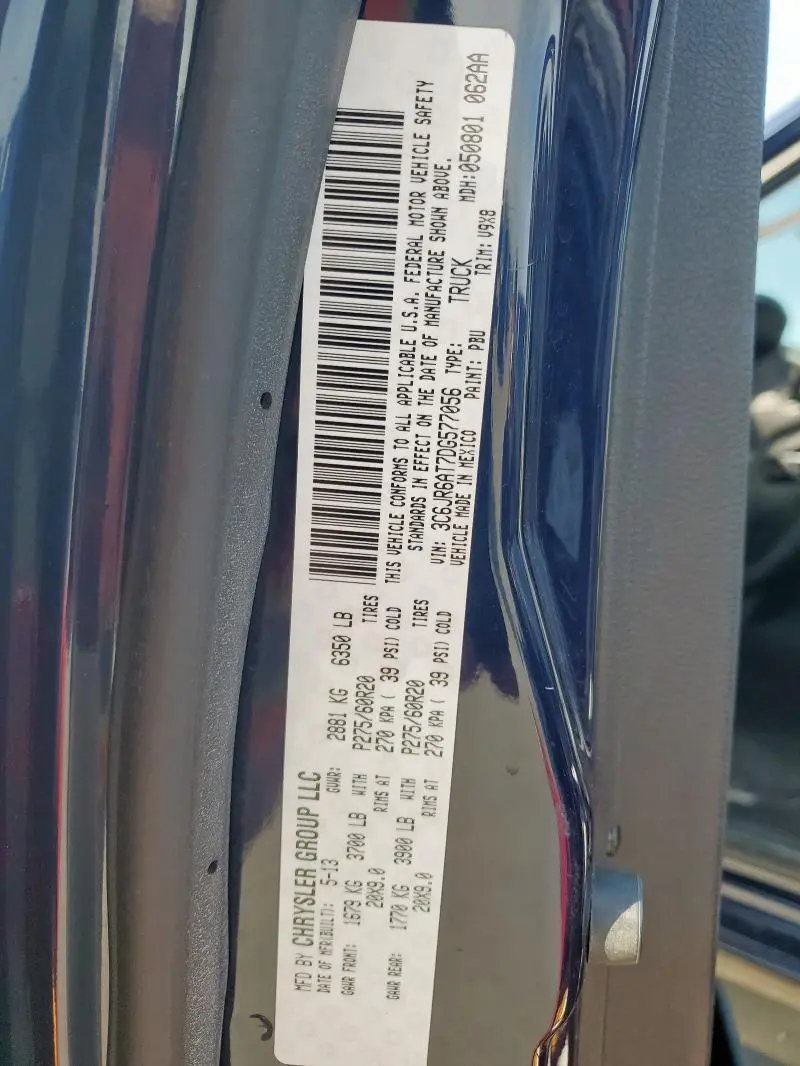 MFD BY CHRYSLER GROUP LLC
DATE OF MFR(BUILT): 5-13 GVWR: 2881 KG 6350 LB
GAWR FRONT: 1679 KG 3700 LB WITH P275/60R20 TIRES
20X9.0 RIMS AT 270 KPA ( 39 PSI) COLD
GAWR REAR: 1770 KG 3900 LB WITH P275/60R20 TIRES
20X9.0 RIMS AT 270 KPA ( 39 PSI) COLD
THIS VEHICLE CONFORMS TO ALL APPLICABLE U.S.A. FEDERAL MOTOR VEHICLE SAFETY
STANDARDS IN EFFECT ON THE DATE OF MANUFACTURE SHOWN ABOVE.
VIN: 3C6JR6AT7DG577056 TYPE: TRUCK MDH:050801 062AA
VEHICLE MADE IN MEXICO PAINT: PBU TRIM: V9X8